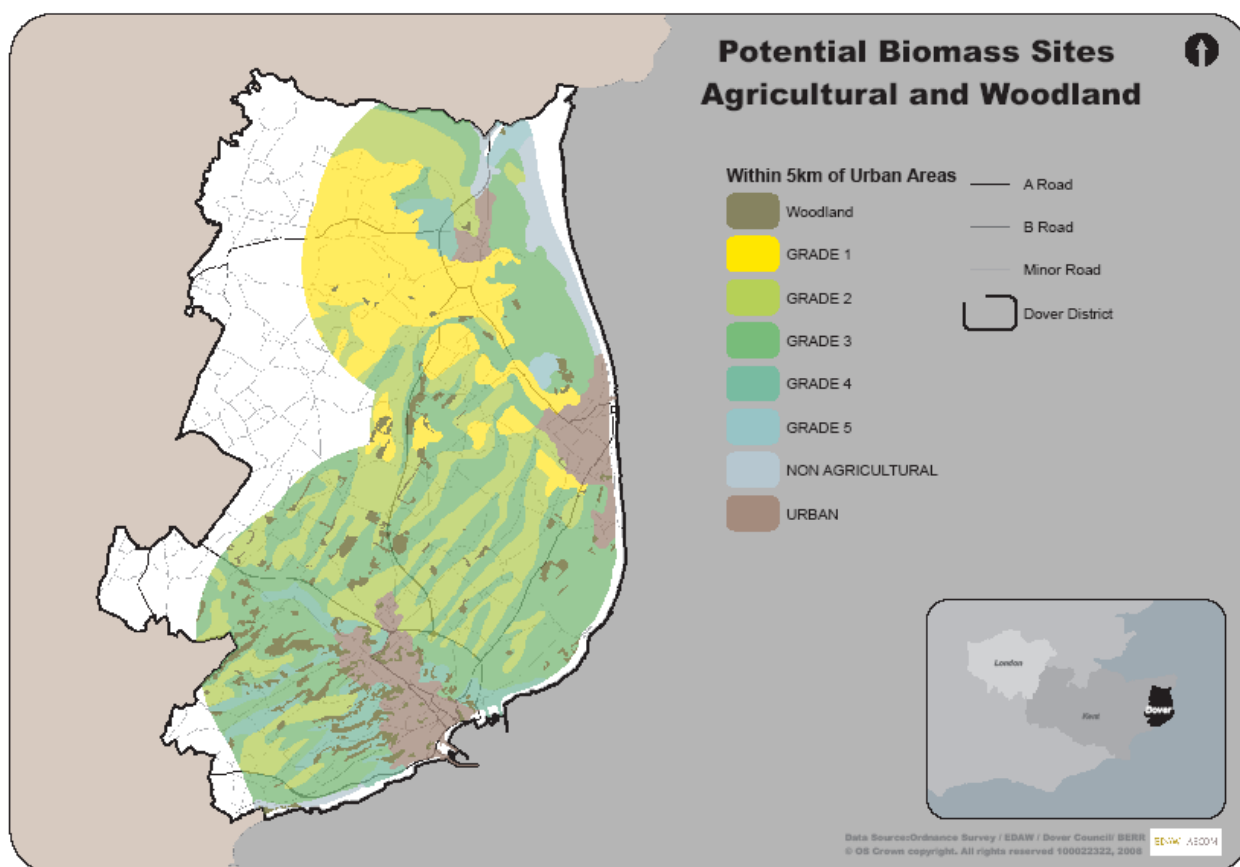 Potential Biomass Sites
Agricultural and Woodland
Within 5km of Urban Areas
Woodland
GRADE 1
GRADE 2
GRADE 3
GRADE 4
GRADE 5
NON AGRICULTURAL
URBAN
A Road
B Road
Minor Road
Dover District
London
Kent
Dover
Data Source:Ordnance Survey / EDAW / Dover Council/ BERR
© OS Crown copyright. All rights reserved 100022322, 2008
EDAW AECOM